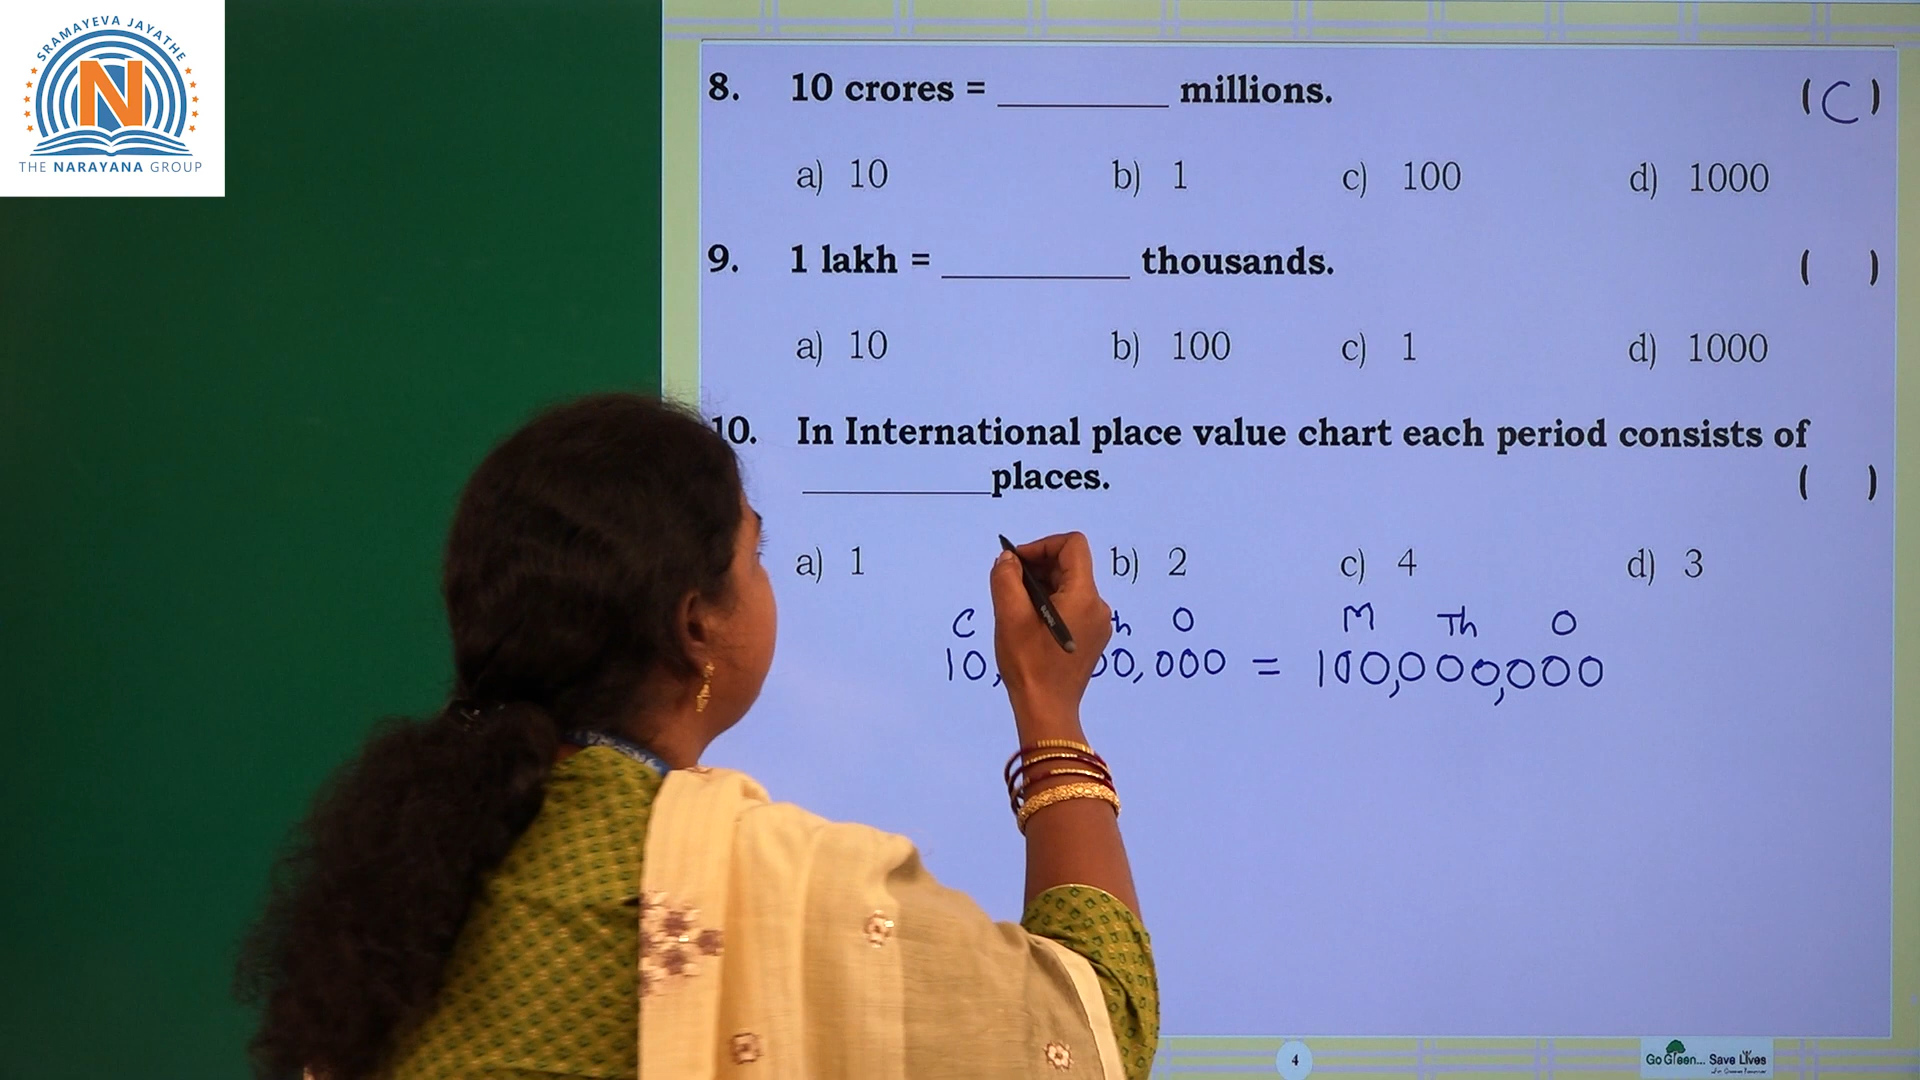 SRAMAYEVA JAYATHE
N
THE NARAYANA GROUP
8. 10 crores = ________ millions. (C)
a) 10 b) 1 c) 100 d) 1000
9. 1 lakh = ________ thousands. ( )
a) 10 b) 100 c) 1 d) 1000
10. In International place value chart each period consists of
________places. ( )
a) 1 b) 2 c) 4 d) 3
C O M Th O
10, 00,000 = 100,000,000
4
Go Green... Save Lives